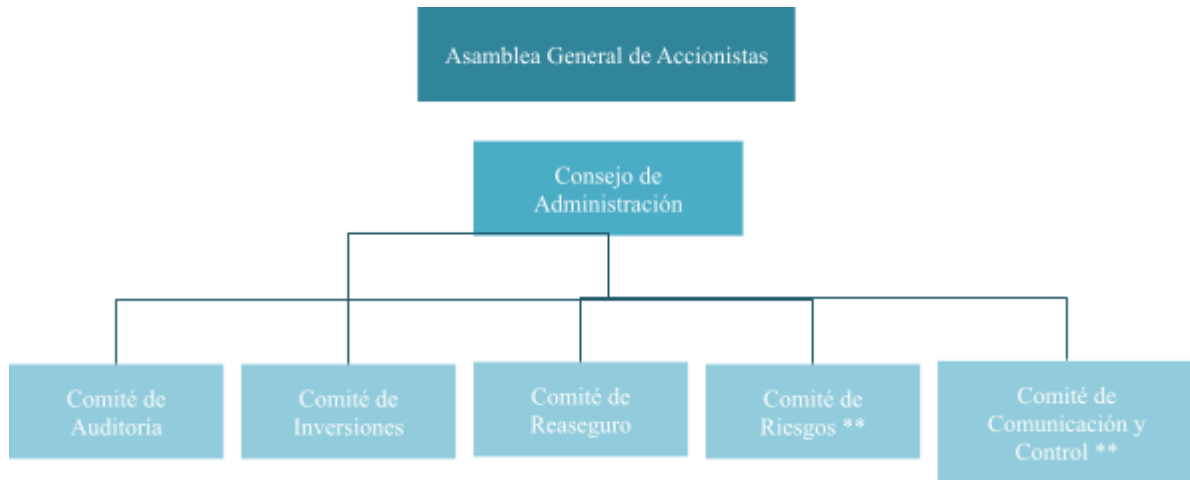 Asamblea General de Accionistas
Consejo de
Administración
Comité de
Auditoría
Comité de
Inversiones
Comité de
Reaseguro
Comité de
Riesgos **
Comité de
Comunicación y
Control **